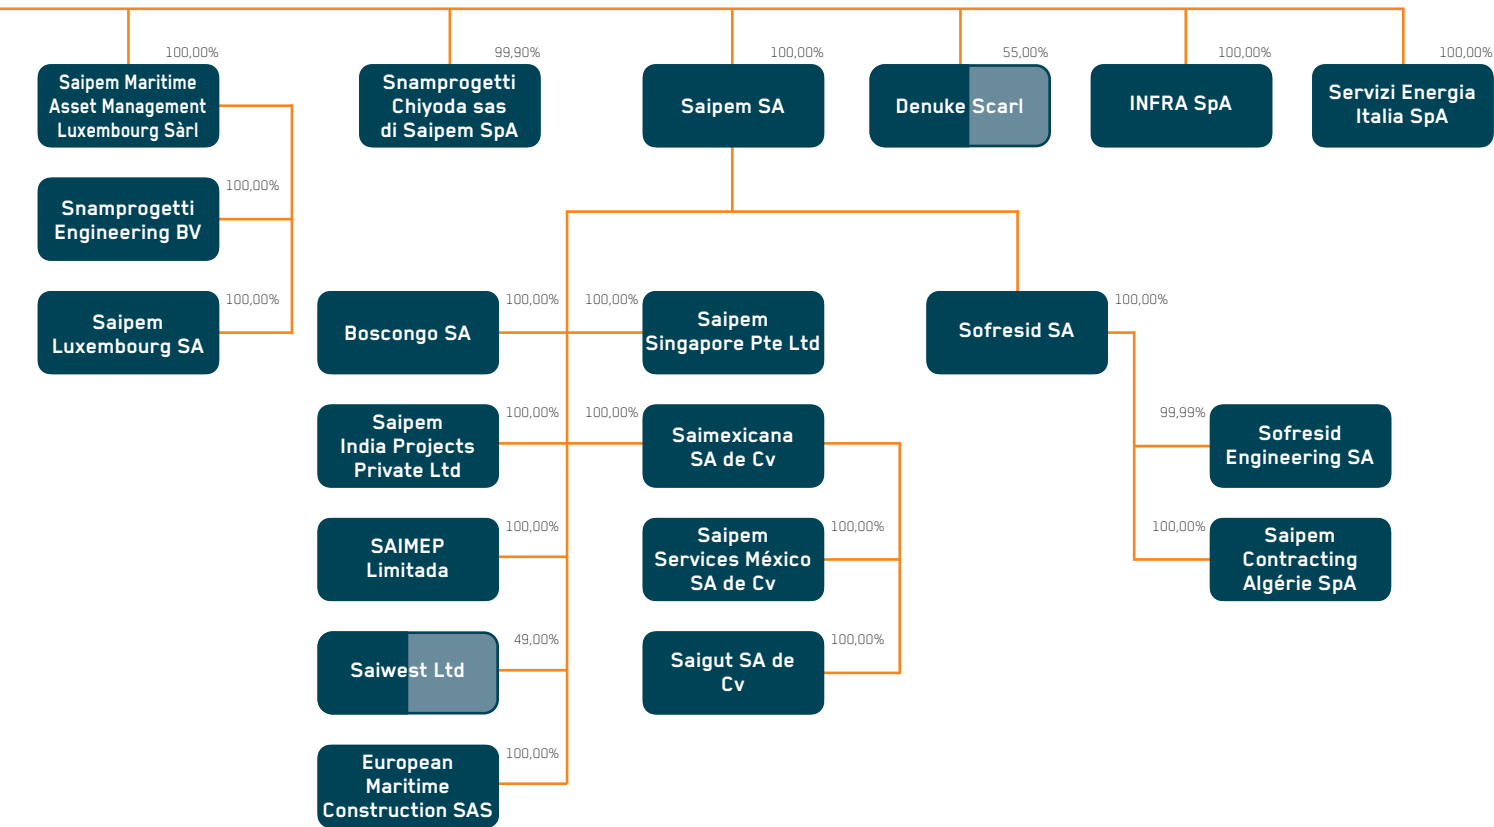 100,00%
99,90%
100,00%
55,00%
100,00%
100,00%
Saipem Maritime
Asset Management
Luxembourg Sàrl
Snamprogetti
Chiyoda sas
di Saipem SpA
Saipem SA
Denuke Scarl
INFRA SpA
Servizi Energia
Italia SpA
100,00%
Snamprogetti
Engineering BV
100,00%
Saipem
Luxembourg SA
100,00%
Boscongo SA
100,00%
Saipem
Singapore Pte Ltd
100,00%
Sofresid SA
100,00%
Saipem
India Projects
Private Ltd
100,00%
Saimexicana
SA de Cv
99,99%
Sofresid
Engineering SA
100,00%
SAIMEP
Limitada
100,00%
Saipem
Services México
SA de Cv
100,00%
Saipem
Contracting
Algérie SpA
49,00%
Saiwest Ltd
100,00%
Saigut SA de
Cv
100,00%
European
Maritime
Construction SAS